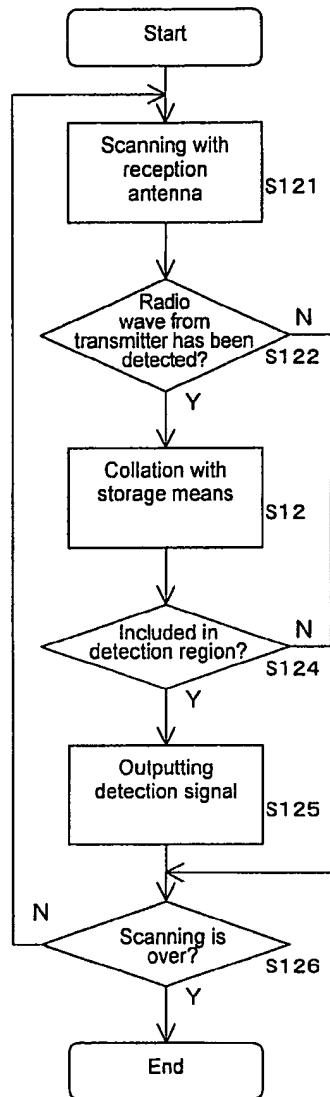 Start
Scanning with
reception
antenna
S121
Radio
wave from
transmitter has been
detected?
N
S122
Y
Collation with
storage means
S12
Included in
detection region?
N
S124
Y
Outputting
detection signal
S125
N
Scanning is
over?
S126
Y
End